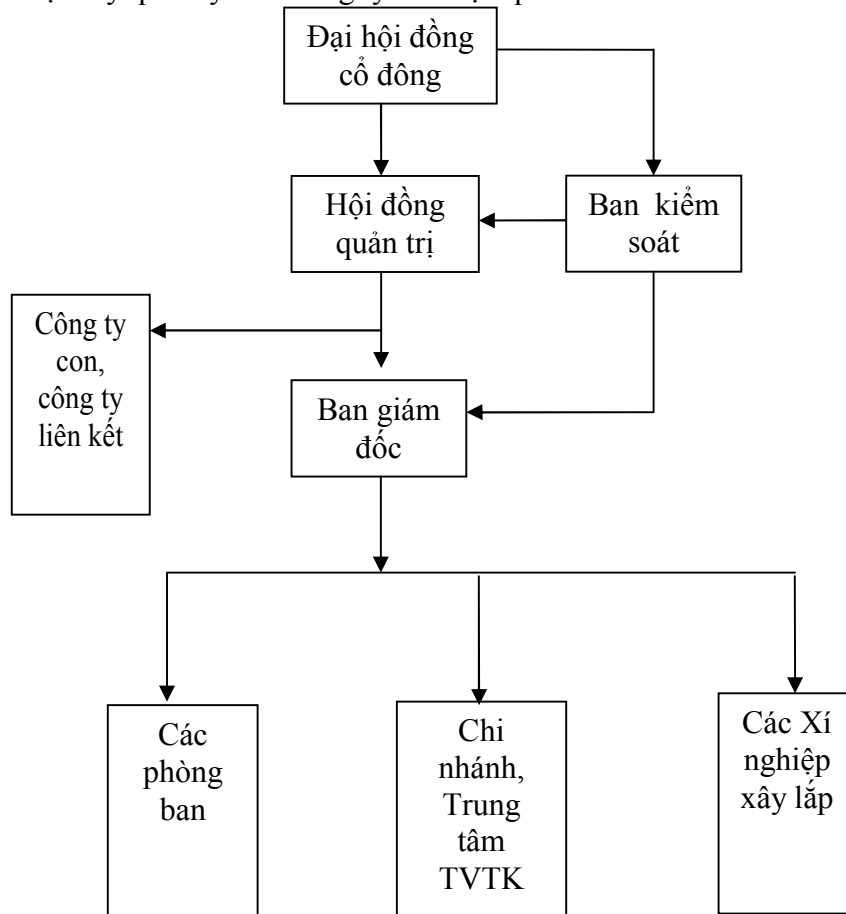 Đại hội đồng
cổ đông
Hội đồng
quản trị
Ban kiểm
soát
Công ty
con,
công ty
liên kết
Ban giám
đốc
Các
phòng
ban
Chi
nhánh,
Trung
tâm
TVTK
Các Xí
nghiệp
xây lắp